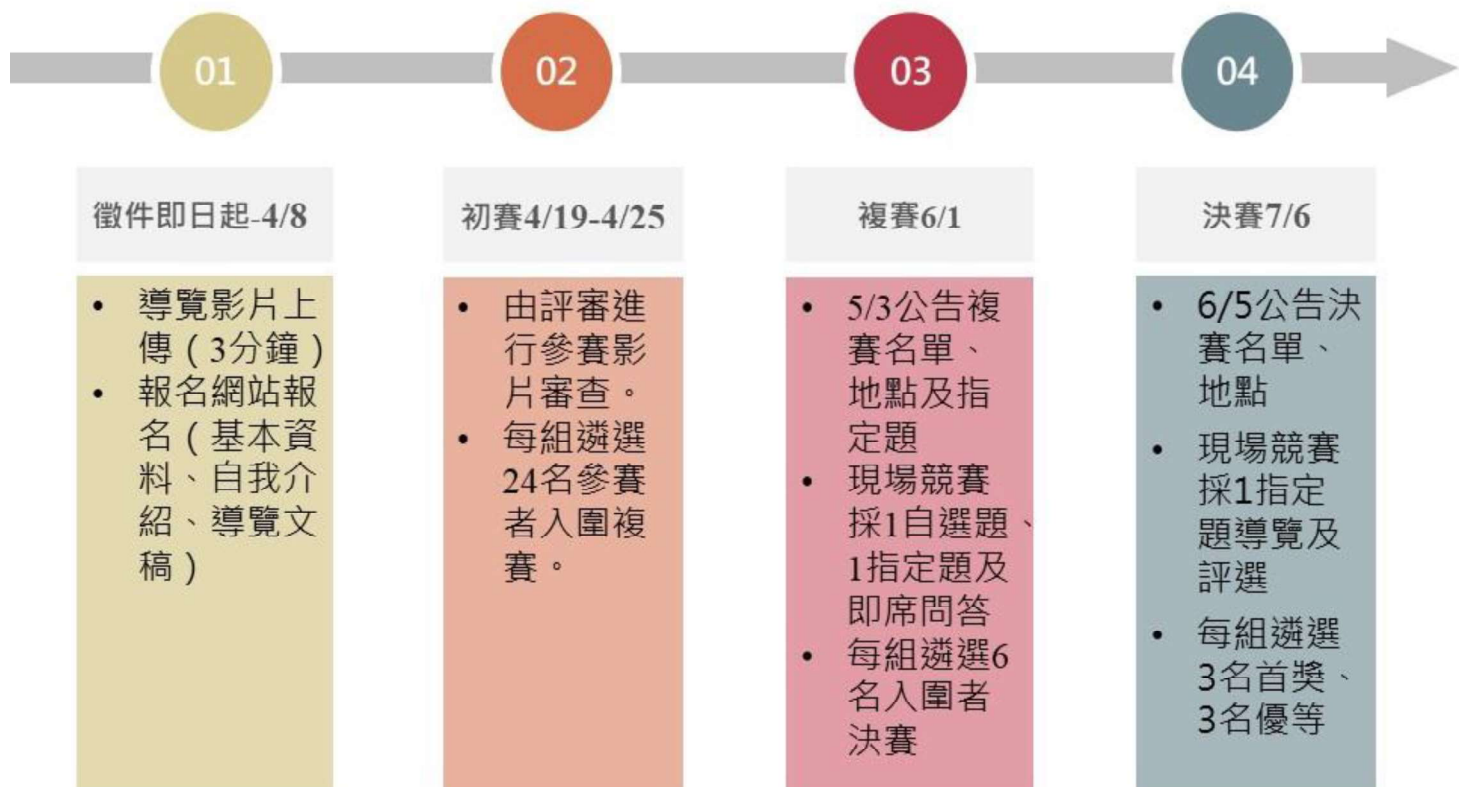 01
02
03
04
徵件即日起-4/8
初賽4/19-4/25
複賽6/1
決賽7/6
• 導覽影片上
傳（3分鐘）
• 報名網站報
名（基本資
料、自我介
紹、導覽文
稿）
• 由評審進
行參賽影
片審查。
• 每組遴選
24名參賽
者入圍複
賽。
• 5/3公告複
賽名單、
地點及指
定題
• 現場競賽
採1自選題、
1指定題及
即席問答
• 每組遴選6
名入圍者
決賽
• 6/5公告決
賽名單、
地點
• 現場競賽
採1指定
題導覽及
評選
• 每組遴選
3名首獎、
3名優等